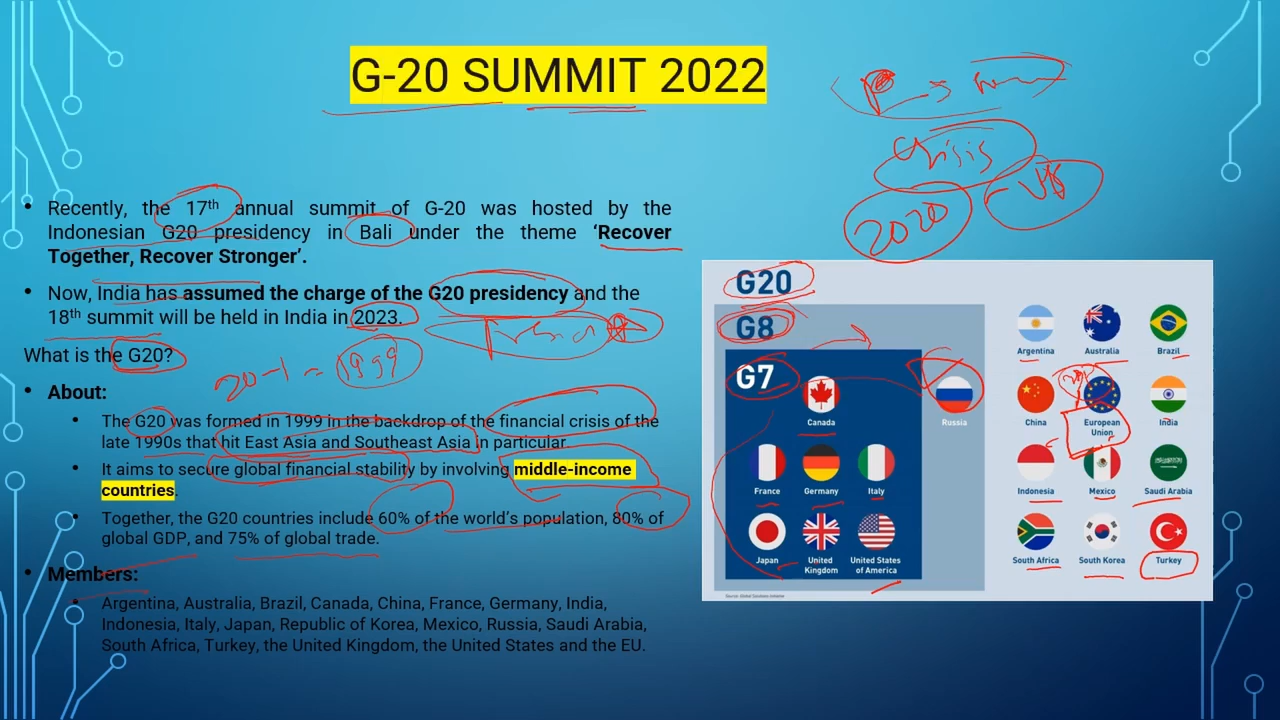 G-20 SUMMIT 2022
Crisis
2020
US
• Recently, the 17th annual summit of G-20 was hosted by the
Indonesian G20 presidency in Bali under the theme ‘Recover
Together, Recover Stronger’.
• Now, India has assumed the charge of the G20 presidency and the
18th summit will be held in India in 2023.
India
What is the G20?
20-1 = 1999
• About:
• The G20 was formed in 1999 in the backdrop of the financial crisis of the
late 1990s that hit East Asia and Southeast Asia in particular.
• It aims to secure global financial stability by involving middle-income
countries.
• Together, the G20 countries include 60% of the world’s population, 80% of
global GDP, and 75% of global trade.
• Members:
• Argentina, Australia, Brazil, Canada, China, France, Germany, India,
Indonesia, Italy, Japan, Republic of Korea, Mexico, Russia, Saudi Arabia,
South Africa, Turkey, the United Kingdom, the United States and the EU.
G20
G8
G7
Canada
France Germany Italy
Japan United Kingdom United States of America
Russia
Argentina Australia Brazil
China European Union India
Indonesia Mexico Saudi Arabia
South Africa South Korea Turkey
Source: Global Solutions Initiative